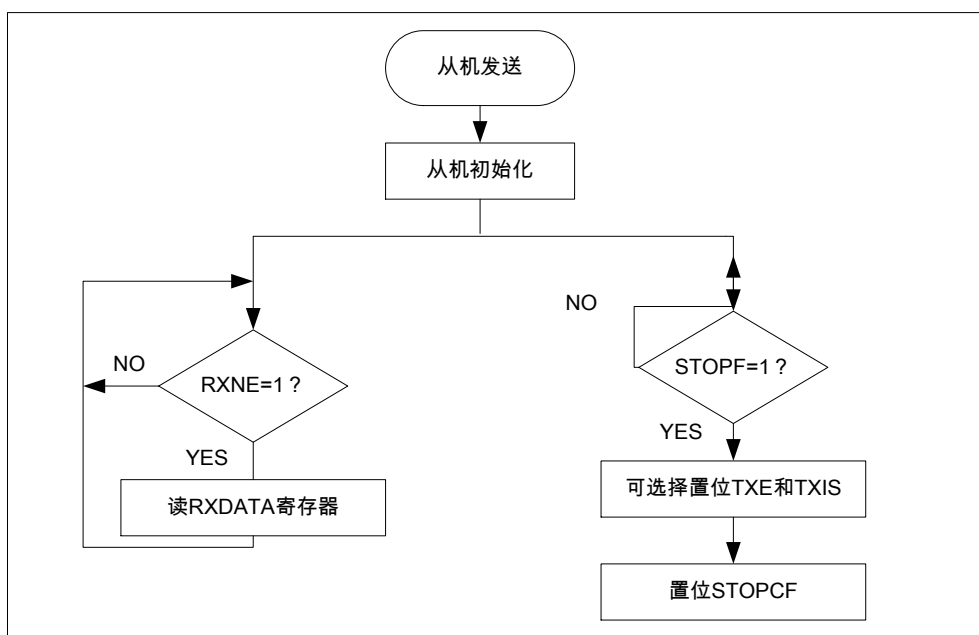 从机发送
从机初始化
NO
RXNE=1？
YES
读RXDATA寄存器
NO
STOPF=1？
YES
可选择置位TXE和TXIS
置位STOPCF